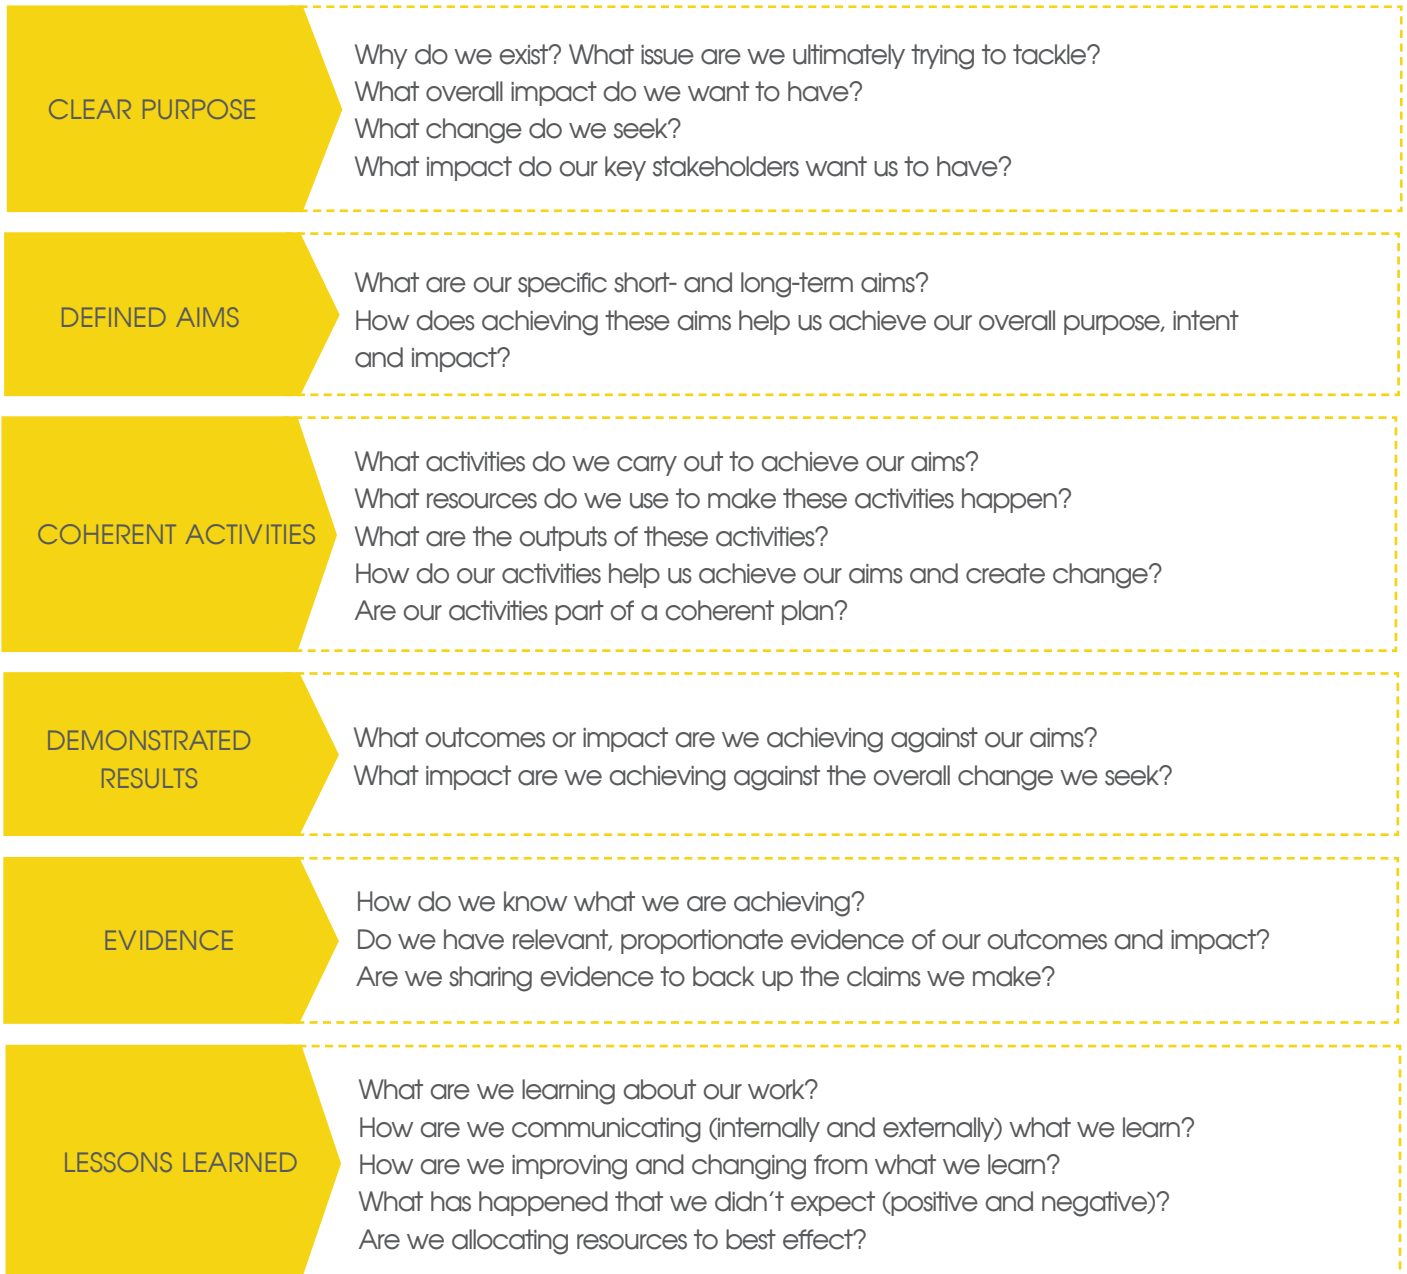 CLEAR PURPOSE
Why do we exist? What issue are we ultimately trying to tackle?
What overall impact do we want to have?
What change do we seek?
What impact do our key stakeholders want us to have?
DEFINED AIMS
What are our specific short- and long-term aims?
How does achieving these aims help us achieve our overall purpose, intent
and impact?
COHERENT ACTIVITIES
What activities do we carry out to achieve our aims?
What resources do we use to make these activities happen?
What are the outputs of these activities?
How do our activities help us achieve our aims and create change?
Are our activities part of a coherent plan?
DEMONSTRATED
RESULTS
What outcomes or impact are we achieving against our aims?
What impact are we achieving against the overall change we seek?
EVIDENCE
How do we know what we are achieving?
Do we have relevant, proportionate evidence of our outcomes and impact?
Are we sharing evidence to back up the claims we make?
LESSONS LEARNED
What are we learning about our work?
How are we communicating (internally and externally) what we learn?
How are we improving and changing from what we learn?
What has happened that we didn't expect (positive and negative)?
Are we allocating resources to best effect?